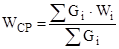 W_CP = ∑G_i · W_i / ∑G_i